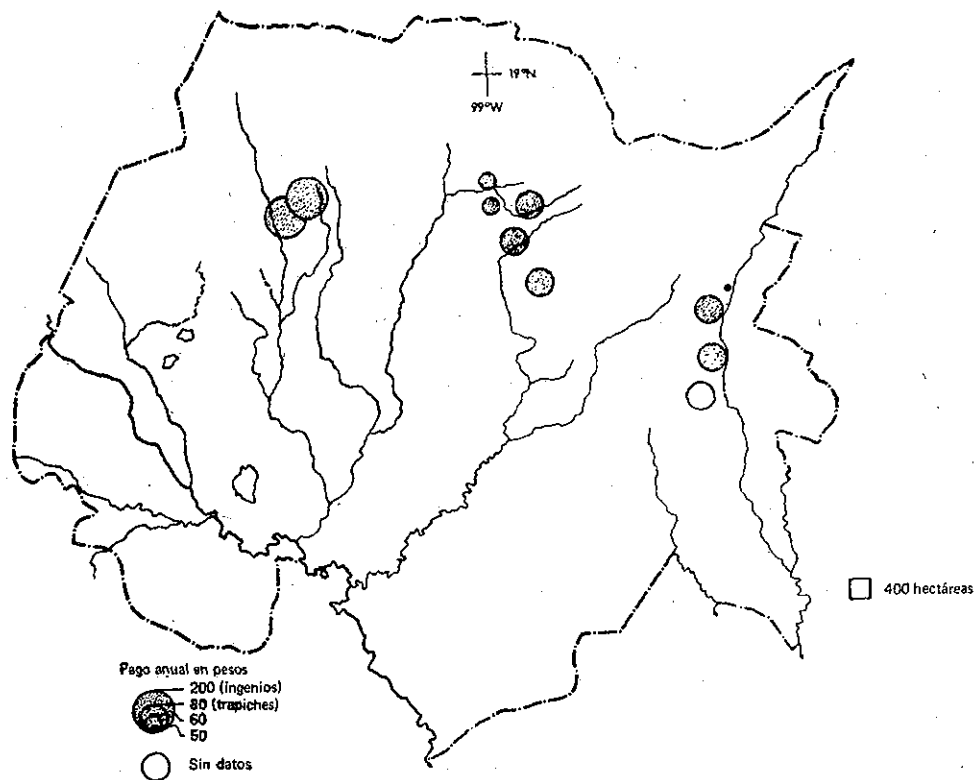 19°N
99°W
400 hectáreas
Pago anual en pesos
200 (ingenios)
80 (trapiches)
60
50
Sin datos